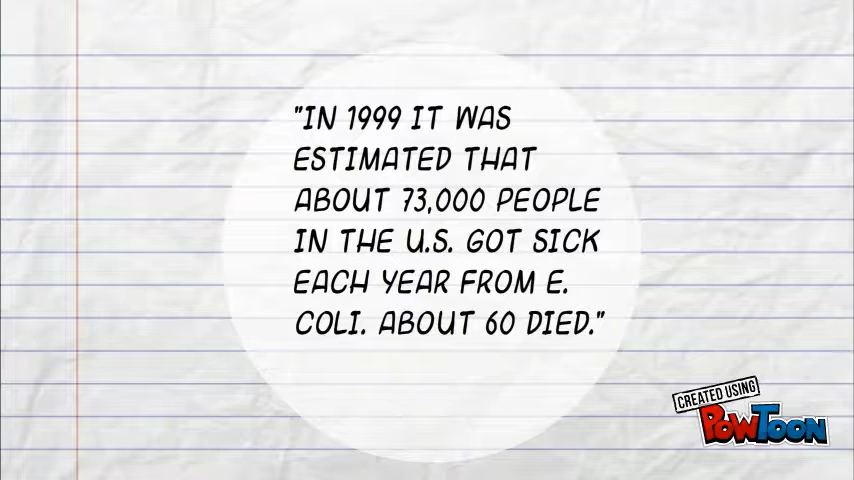 "IN 1999 IT WAS
ESTIMATED THAT
ABOUT 73,000 PEOPLE
IN THE U.S. GOT SICK
EACH YEAR FROM E.
COLI. ABOUT 60 DIED."
CREATED USING
POWTOON